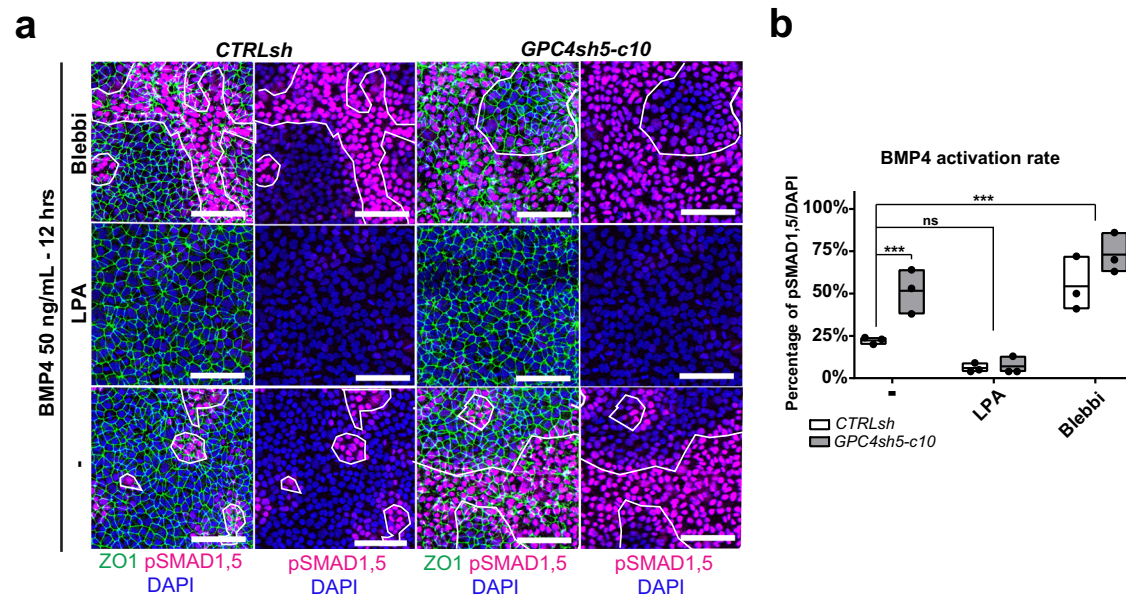 a
CTRLsh
GPC4sh5-c10
BMP4 50 ng/mL - 12 hrs
Blebbi
LPA
-
ZO1 pSMAD1,5
DAPI
pSMAD1,5
DAPI
ZO1 pSMAD1,5
DAPI
pSMAD1,5
DAPI
b
BMP4 activation rate
Percentage of pSMAD1,5/DAPI
100%
75%
50%
25%
0%
***
ns
***
-
LPA
Blebbi
CTRLsh
GPC4sh5-c10